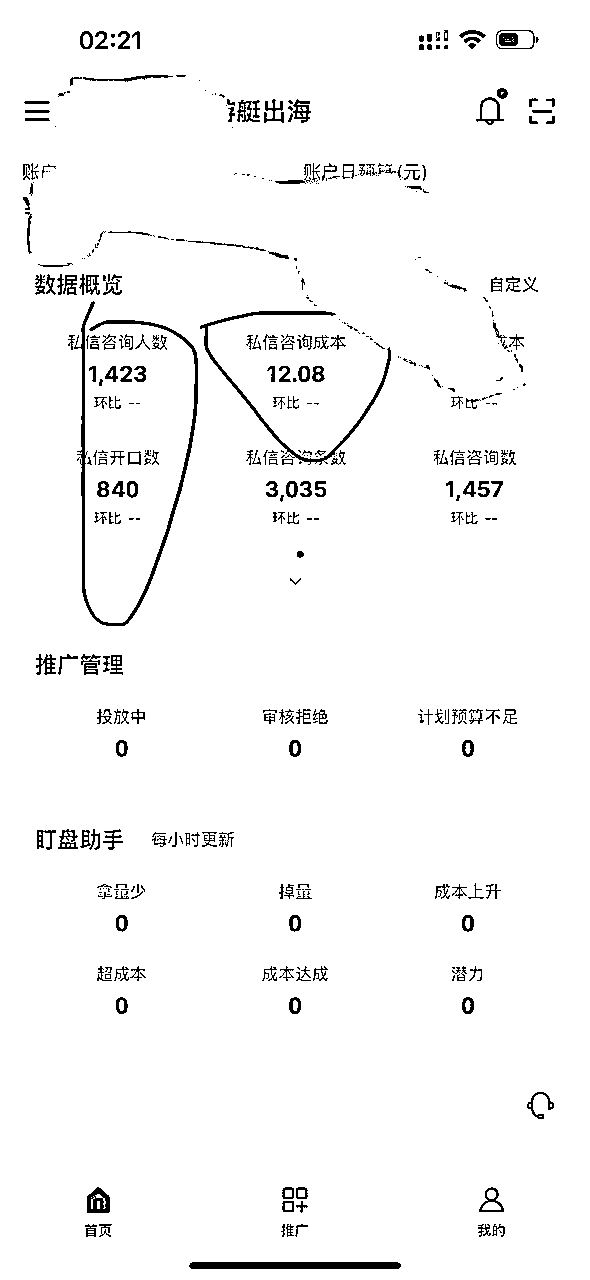 02:21
游艇出海
账户
账户日预算(元)
数据概览
自定义
私信咨询人数
私信咨询成本
成本
1,423
12.08
环比 --
环比 --
环比 --
私信开口数
私信咨询条数
私信咨询数
840
3,035
1,457
环比 --
环比 --
环比 --
推广管理
投放中
审核拒绝
计划预算不足
0
0
0
盯盘助手
每小时更新
拿量少
掉量
成本上升
0
0
0
超成本
成本达成
潜力
0
0
0
首页
推广
我的